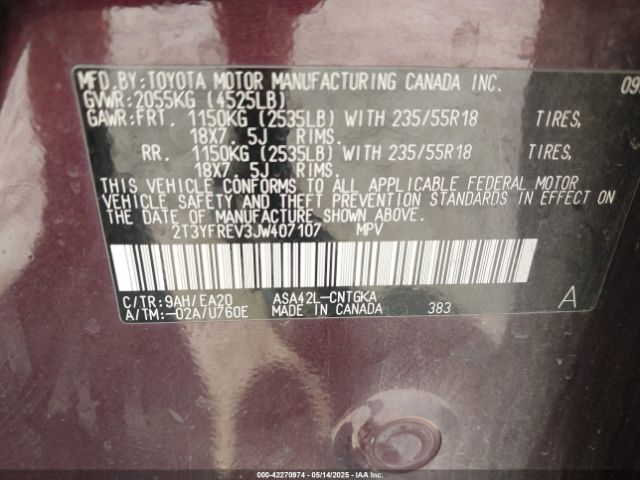 MFD.BY:TOYOTA MOTOR MANUFACTURING CANADA INC. 09
GVWR:2055KG (4525LB)
GAWR:FRT. 1150KG (2535LB) WITH 235/55R18 TIRES,
18X7. 5J RIMS.
RR. 1150KG (2535LB) WITH 235/55R18 TIRES,
18X7. 5J RIMS.
THIS VEHICLE CONFORMS TO ALL APPLICABLE FEDERAL MOTOR
VEHICLE SAFETY AND THEFT PREVENTION STANDARDS IN EFFECT ON
THE DATE OF MANUFACTURE SHOWN ABOVE.
2T3YFREV3JW407107 MPV
C/TR:9AH/EA20 ASA42L-CNTGKA
A/TM:-02A/U760E MADE IN CANADA 383 A
000-42270974 - 05/14/2025 - IAAI.COM